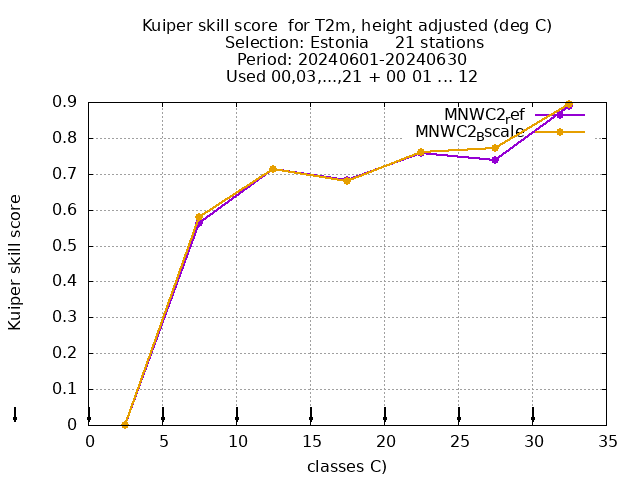 Kuiper skill score  for T2m, height adjusted (deg C)
Selection: Estonia     21 stations
Period: 20240601-20240630
Used 00,03,...,21 + 00 01 ... 12
0.9
0.8
0.7
0.6
0.5
0.4
0.3
0.2
0.1
0
Kuiper skill score
MNWC2ref
MNWC2Bscale
0 5 10 15 20 25 30 35
classes C)